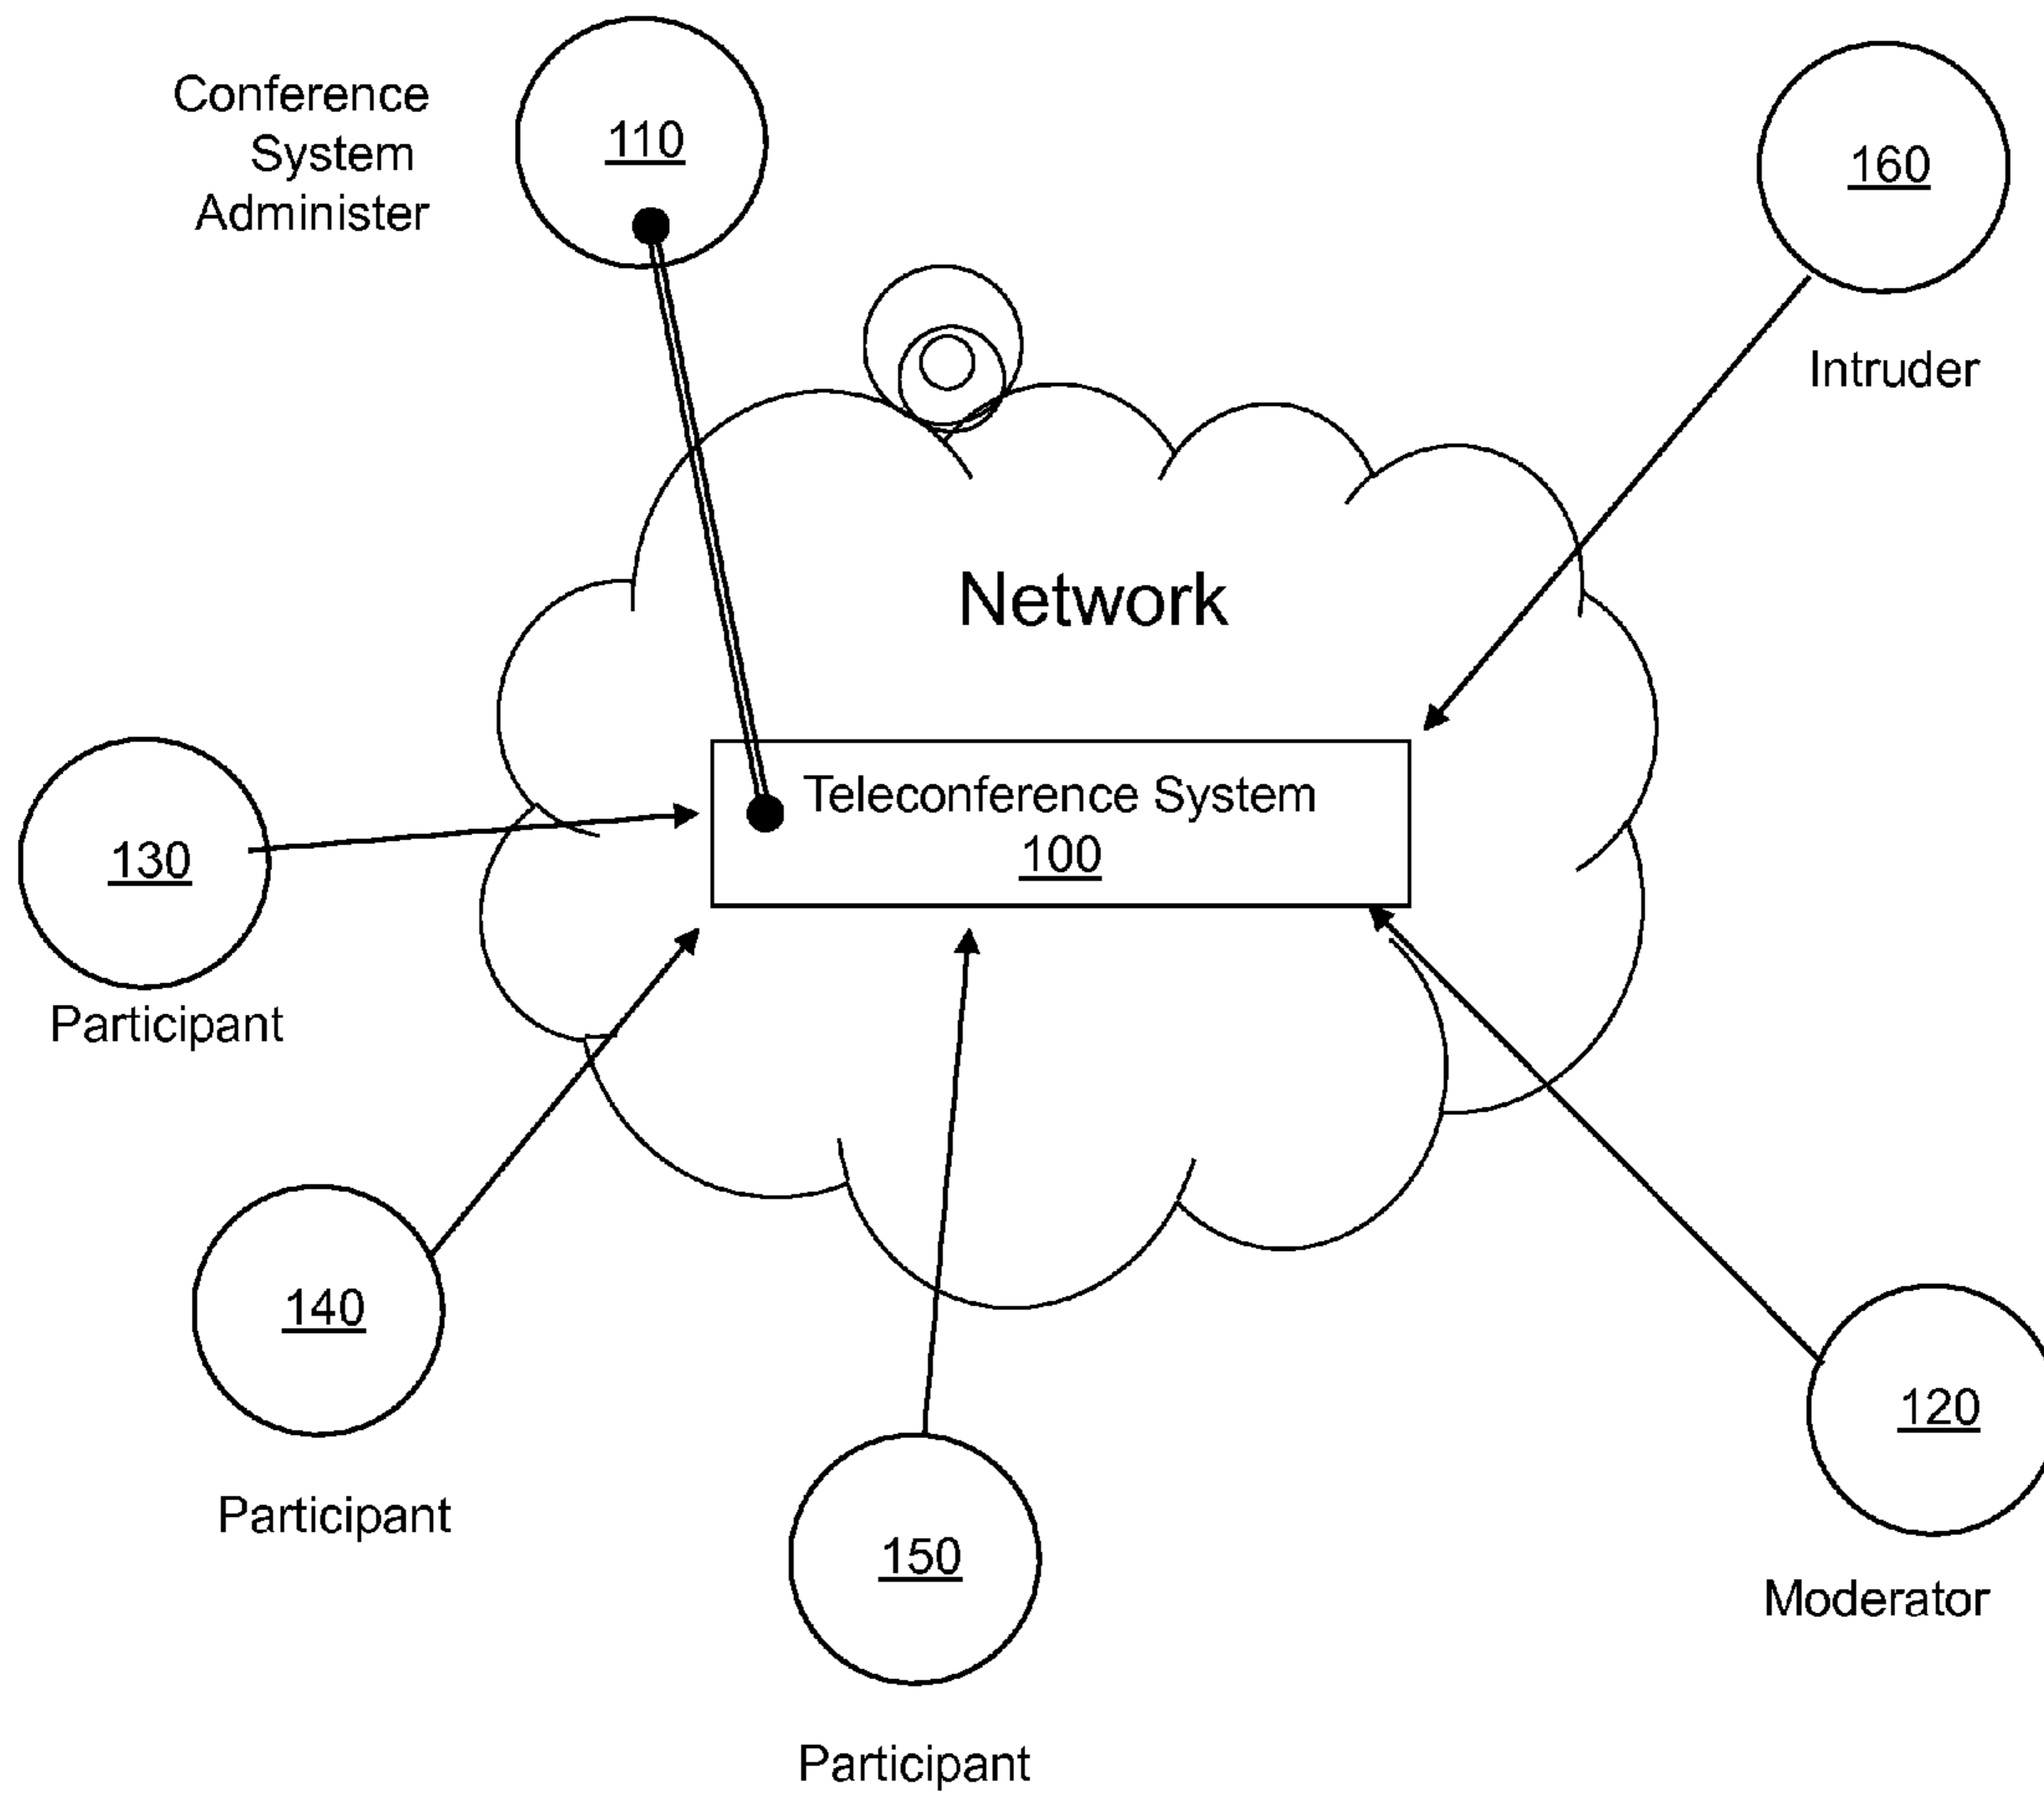 Conference
System
Administer
110
160
Intruder
Network
Teleconference System
100
130
Participant
140
Participant
150
Participant
120
Moderator